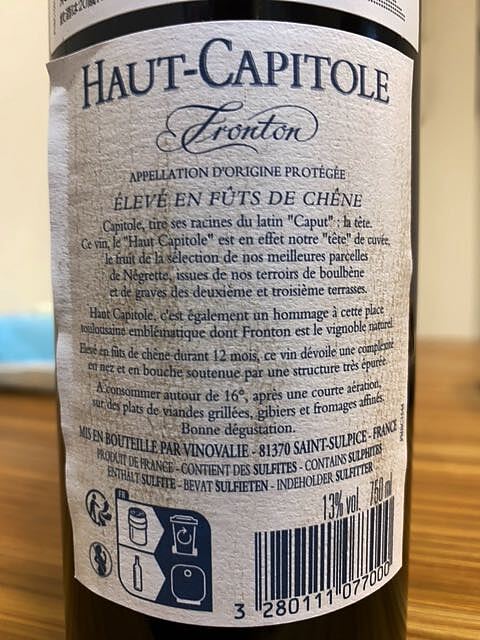 HAUT-CAPITOLE
Fronton
APPELLATION D'ORIGINE PROTÉGÉE
ÉLEVÉ EN FÛTS DE CHÊNE
Capitole, tire ses racines du latin "Caput" : la tête.
Ce vin, le "Haut Capitole" est en effet notre "tête" de cuvée,
le fruit de la sélection de nos meilleures parcelles
de Négrette, issues de nos terroirs de boulbène
et de graves des deuxième et troisième terrasses.
Haut Capitole, c'est également un hommage à cette place
toulousaine emblématique dont Fronton est le vignoble naturel.
Elevé en fûts de chêne durant 12 mois, ce vin dévoile une complexité
en nez et en bouche soutenue par une structure très épurée.
A consommer autour de 16°, après une courte aération,
sur des plats de viandes grillées, gibiers et fromages affinés.
Bonne dégustation.
MIS EN BOUTEILLE PAR VINOVALIE - 81370 SAINT-SULPICE - FRANCE
PRODUIT DE FRANCE - CONTIENT DES SULFITES - CONTAINS SULPHITES
ENTHÄLT SULFITE - BEVAT SULFIETEN - INDEHOLDER SULFITTER
13% vol. 750 ml
FR
3 280111 077000